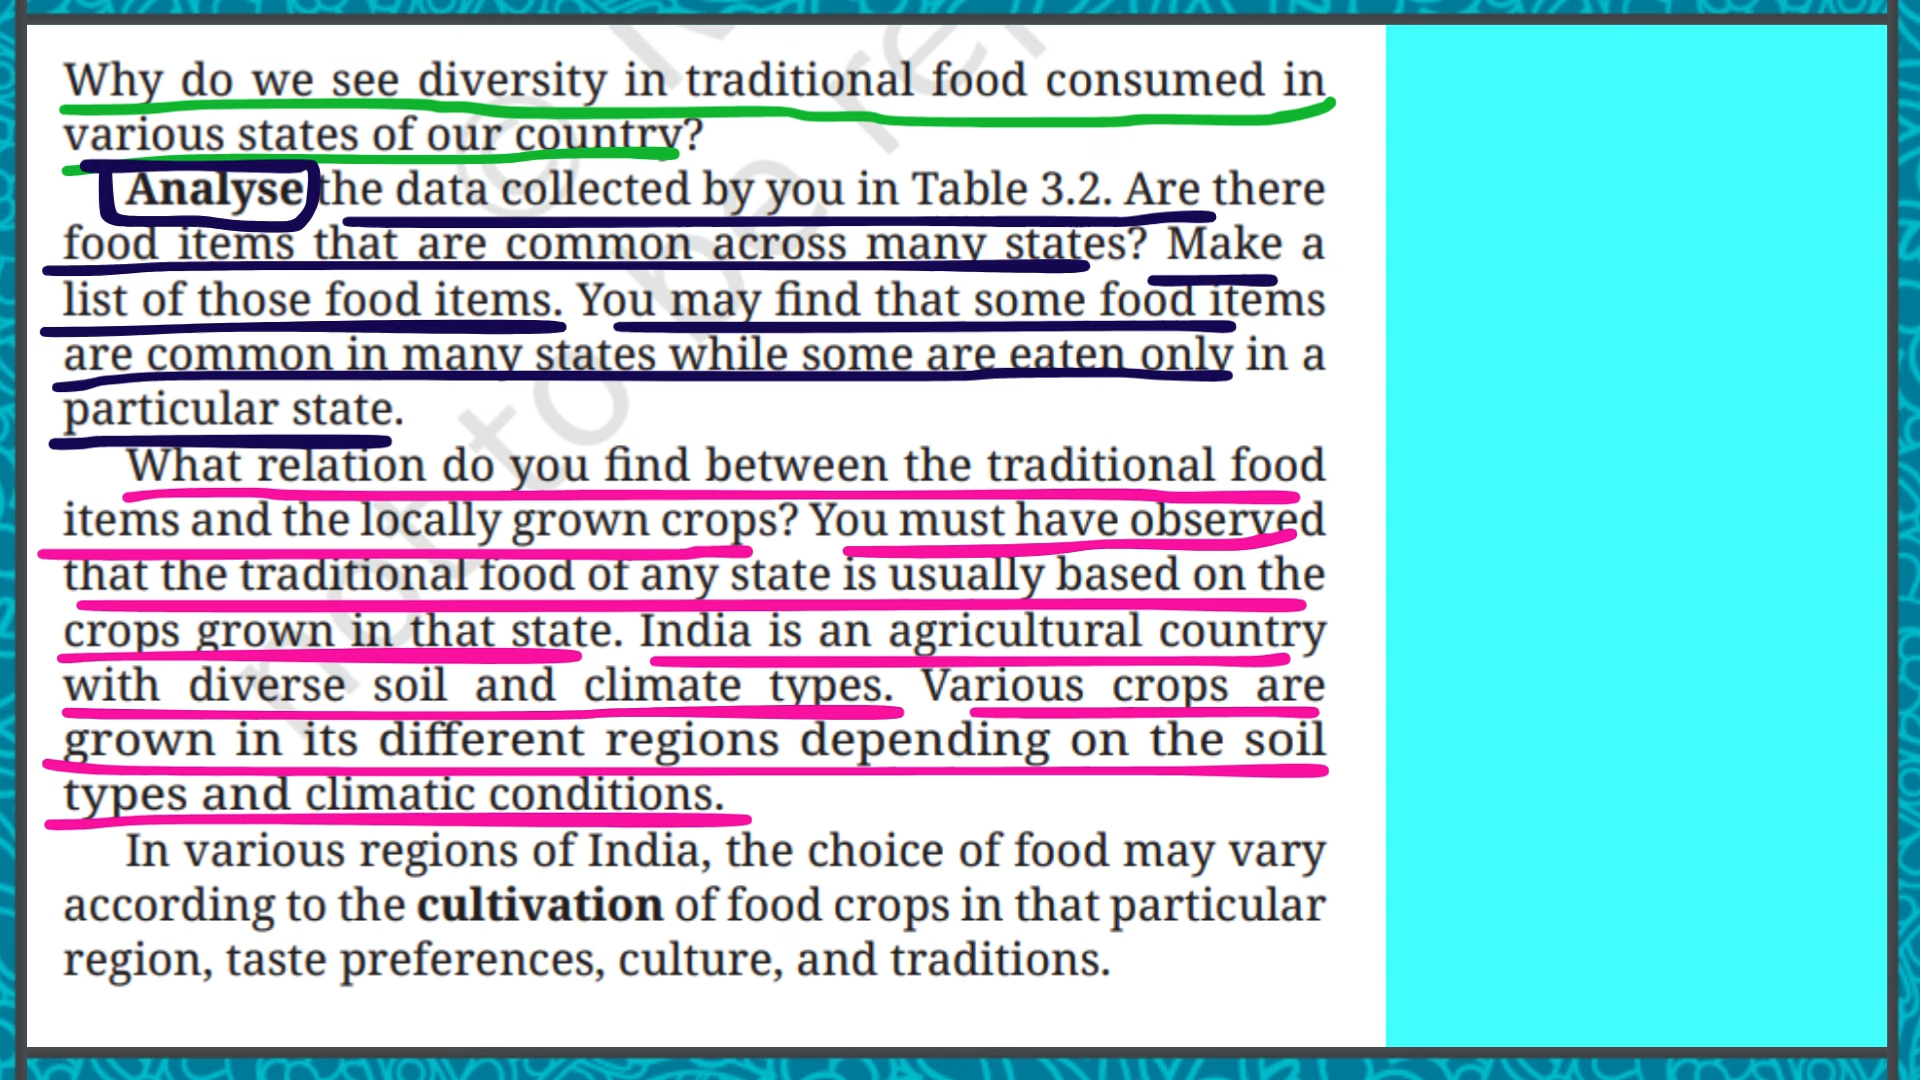 Why do we see diversity in traditional food consumed in
various states of our country?
Analyse the data collected by you in Table 3.2. Are there
food items that are common across many states? Make a
list of those food items. You may find that some food items
are common in many states while some are eaten only in a
particular state.
What relation do you find between the traditional food
items and the locally grown crops? You must have observed
that the traditional food of any state is usually based on the
crops grown in that state. India is an agricultural country
with diverse soil and climate types. Various crops are
grown in its different regions depending on the soil
types and climatic conditions.
In various regions of India, the choice of food may vary
according to the cultivation of food crops in that particular
region, taste preferences, culture, and traditions.
not to be re